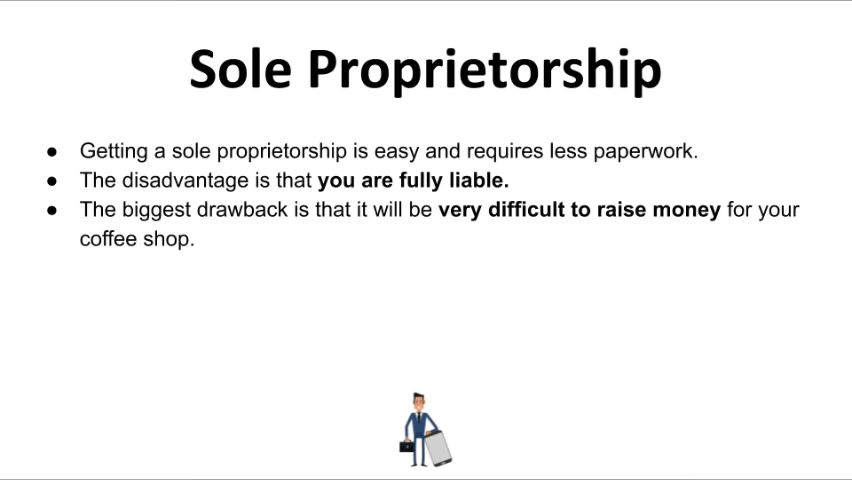 Sole Proprietorship
● Getting a sole proprietorship is easy and requires less paperwork.
● The disadvantage is that you are fully liable.
● The biggest drawback is that it will be very difficult to raise money for your
coffee shop.